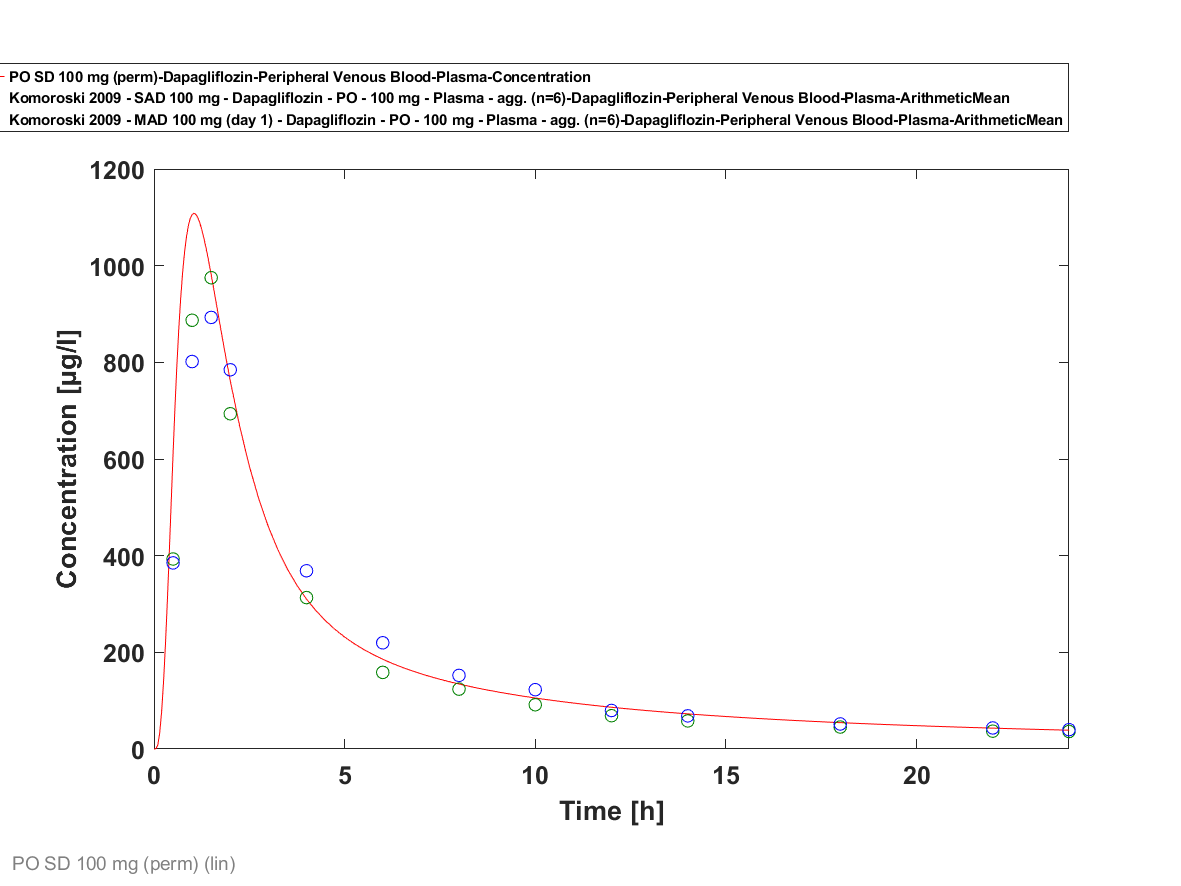 PO SD 100 mg (perm)-Dapagliflozin-Peripheral Venous Blood-Plasma-Concentration
Komoroski 2009 - SAD 100 mg - Dapagliflozin - PO - 100 mg - Plasma - agg. (n=6)-Dapagliflozin-Peripheral Venous Blood-Plasma-ArithmeticMean
Komoroski 2009 - MAD 100 mg (day 1) - Dapagliflozin - PO - 100 mg - Plasma - agg. (n=6)-Dapagliflozin-Peripheral Venous Blood-Plasma-ArithmeticMean
1200
1000
800
600
400
200
0
Concentration [µg/l]
0 5 10 15 20
Time [h]
PO SD 100 mg (perm) (lin)